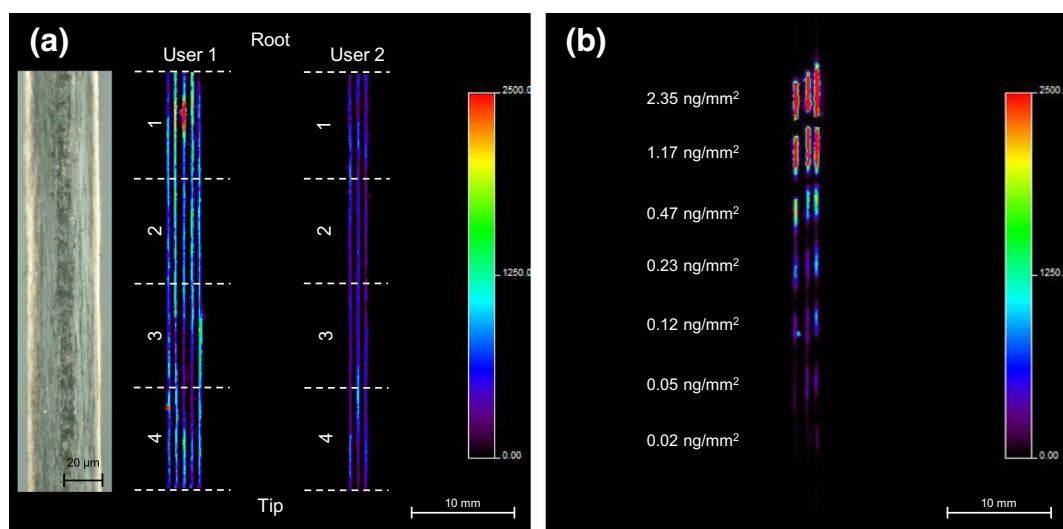 (a)
User 1
Root
User 2
1
2
3
4
1
2
3
4
20 µm
Tip
10 mm
2500.0
1250.0
0.00
(b)
2.35 ng/mm²
1.17 ng/mm²
0.47 ng/mm²
0.23 ng/mm²
0.12 ng/mm²
0.05 ng/mm²
0.02 ng/mm²
2500.
1250.
0.00
10 mm